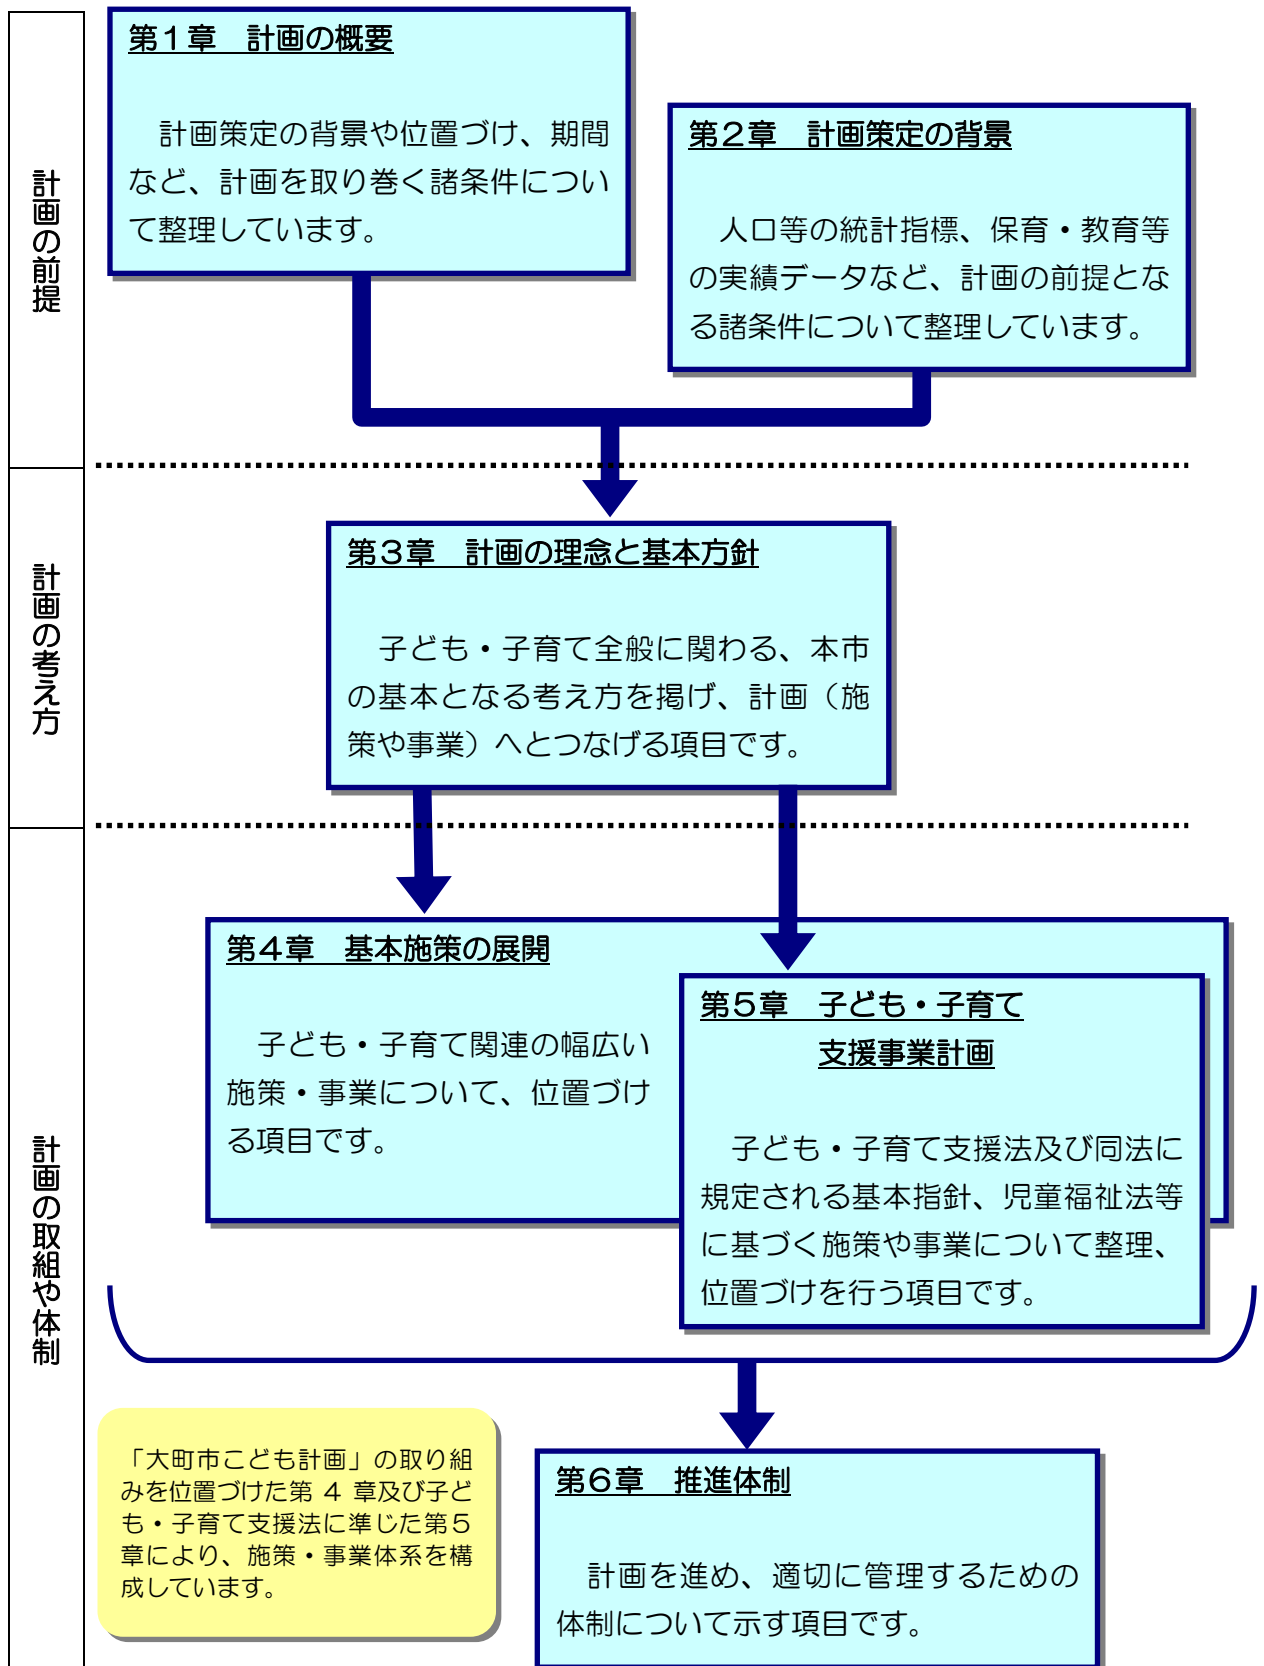 計画の前提
第1章　計画の概要
計画策定の背景や位置づけ、期間
など、計画を取り巻く諸条件につい
て整理しています。
第2章　計画策定の背景
人口等の統計指標、保育・教育等
の実績データなど、計画の前提とな
る諸条件について整理しています。
計画の考え方
第3章　計画の理念と基本方針
子ども・子育て全般に関わる、本市
の基本となる考え方を掲げ、計画（施
策や事業）へとつなげる項目です。
計画の取組や体制
第4章　基本施策の展開
子ども・子育て関連の幅広い
施策・事業について、位置づけ
る項目です。
第5章　子ども・子育て
支援事業計画
子ども・子育て支援法及び同法に
規定される基本指針、児童福祉法等
に基づく施策や事業について整理、
位置づけを行う項目です。
「大町市こども計画」の取り組
みを位置づけた第 4 章及び子ど
も・子育て支援法に準じた第5
章により、施策・事業体系を構
成しています。
第6章　推進体制
計画を進め、適切に管理するための
体制について示す項目です。